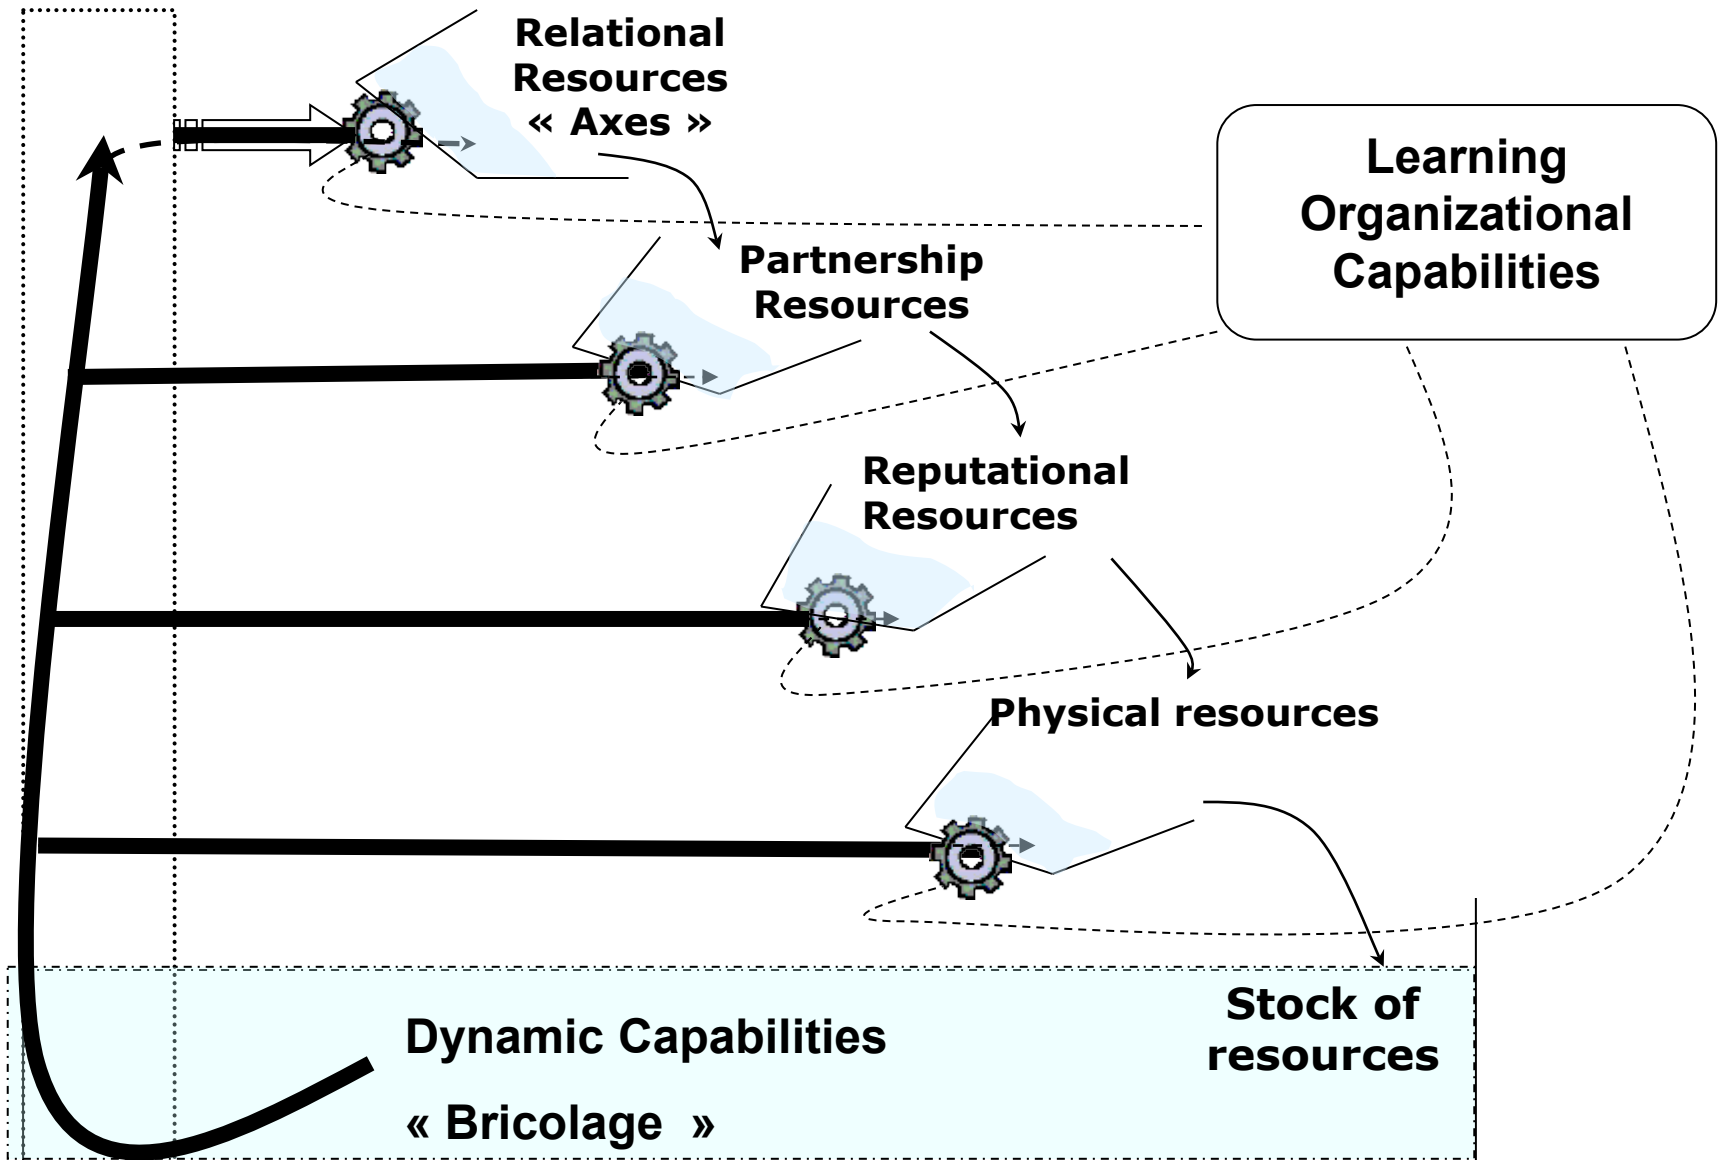 Relational
Resources
« Axes »
Learning
Organizational
Capabilities
Partnership
Resources
Reputational
Resources
Physical resources
Stock of
resources
Dynamic Capabilities
« Bricolage »